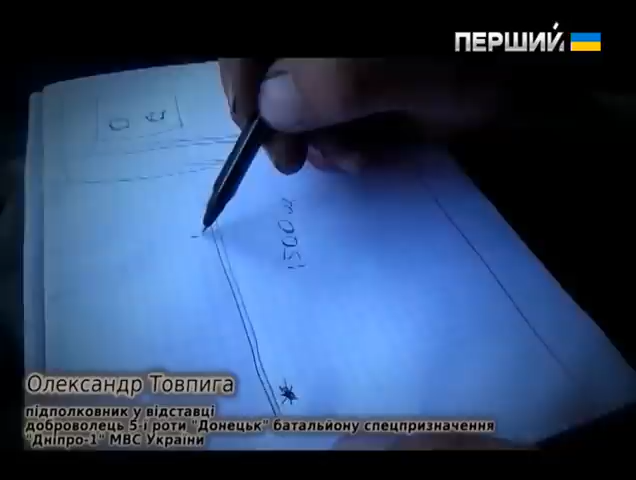 ПЕРШИЙ
1500 м
Олександр Товпига
підполковник у відставці
доброволець 5-ї роти "Донецьк" батальйону спецпризначення
"Дніпро-1" МВС України